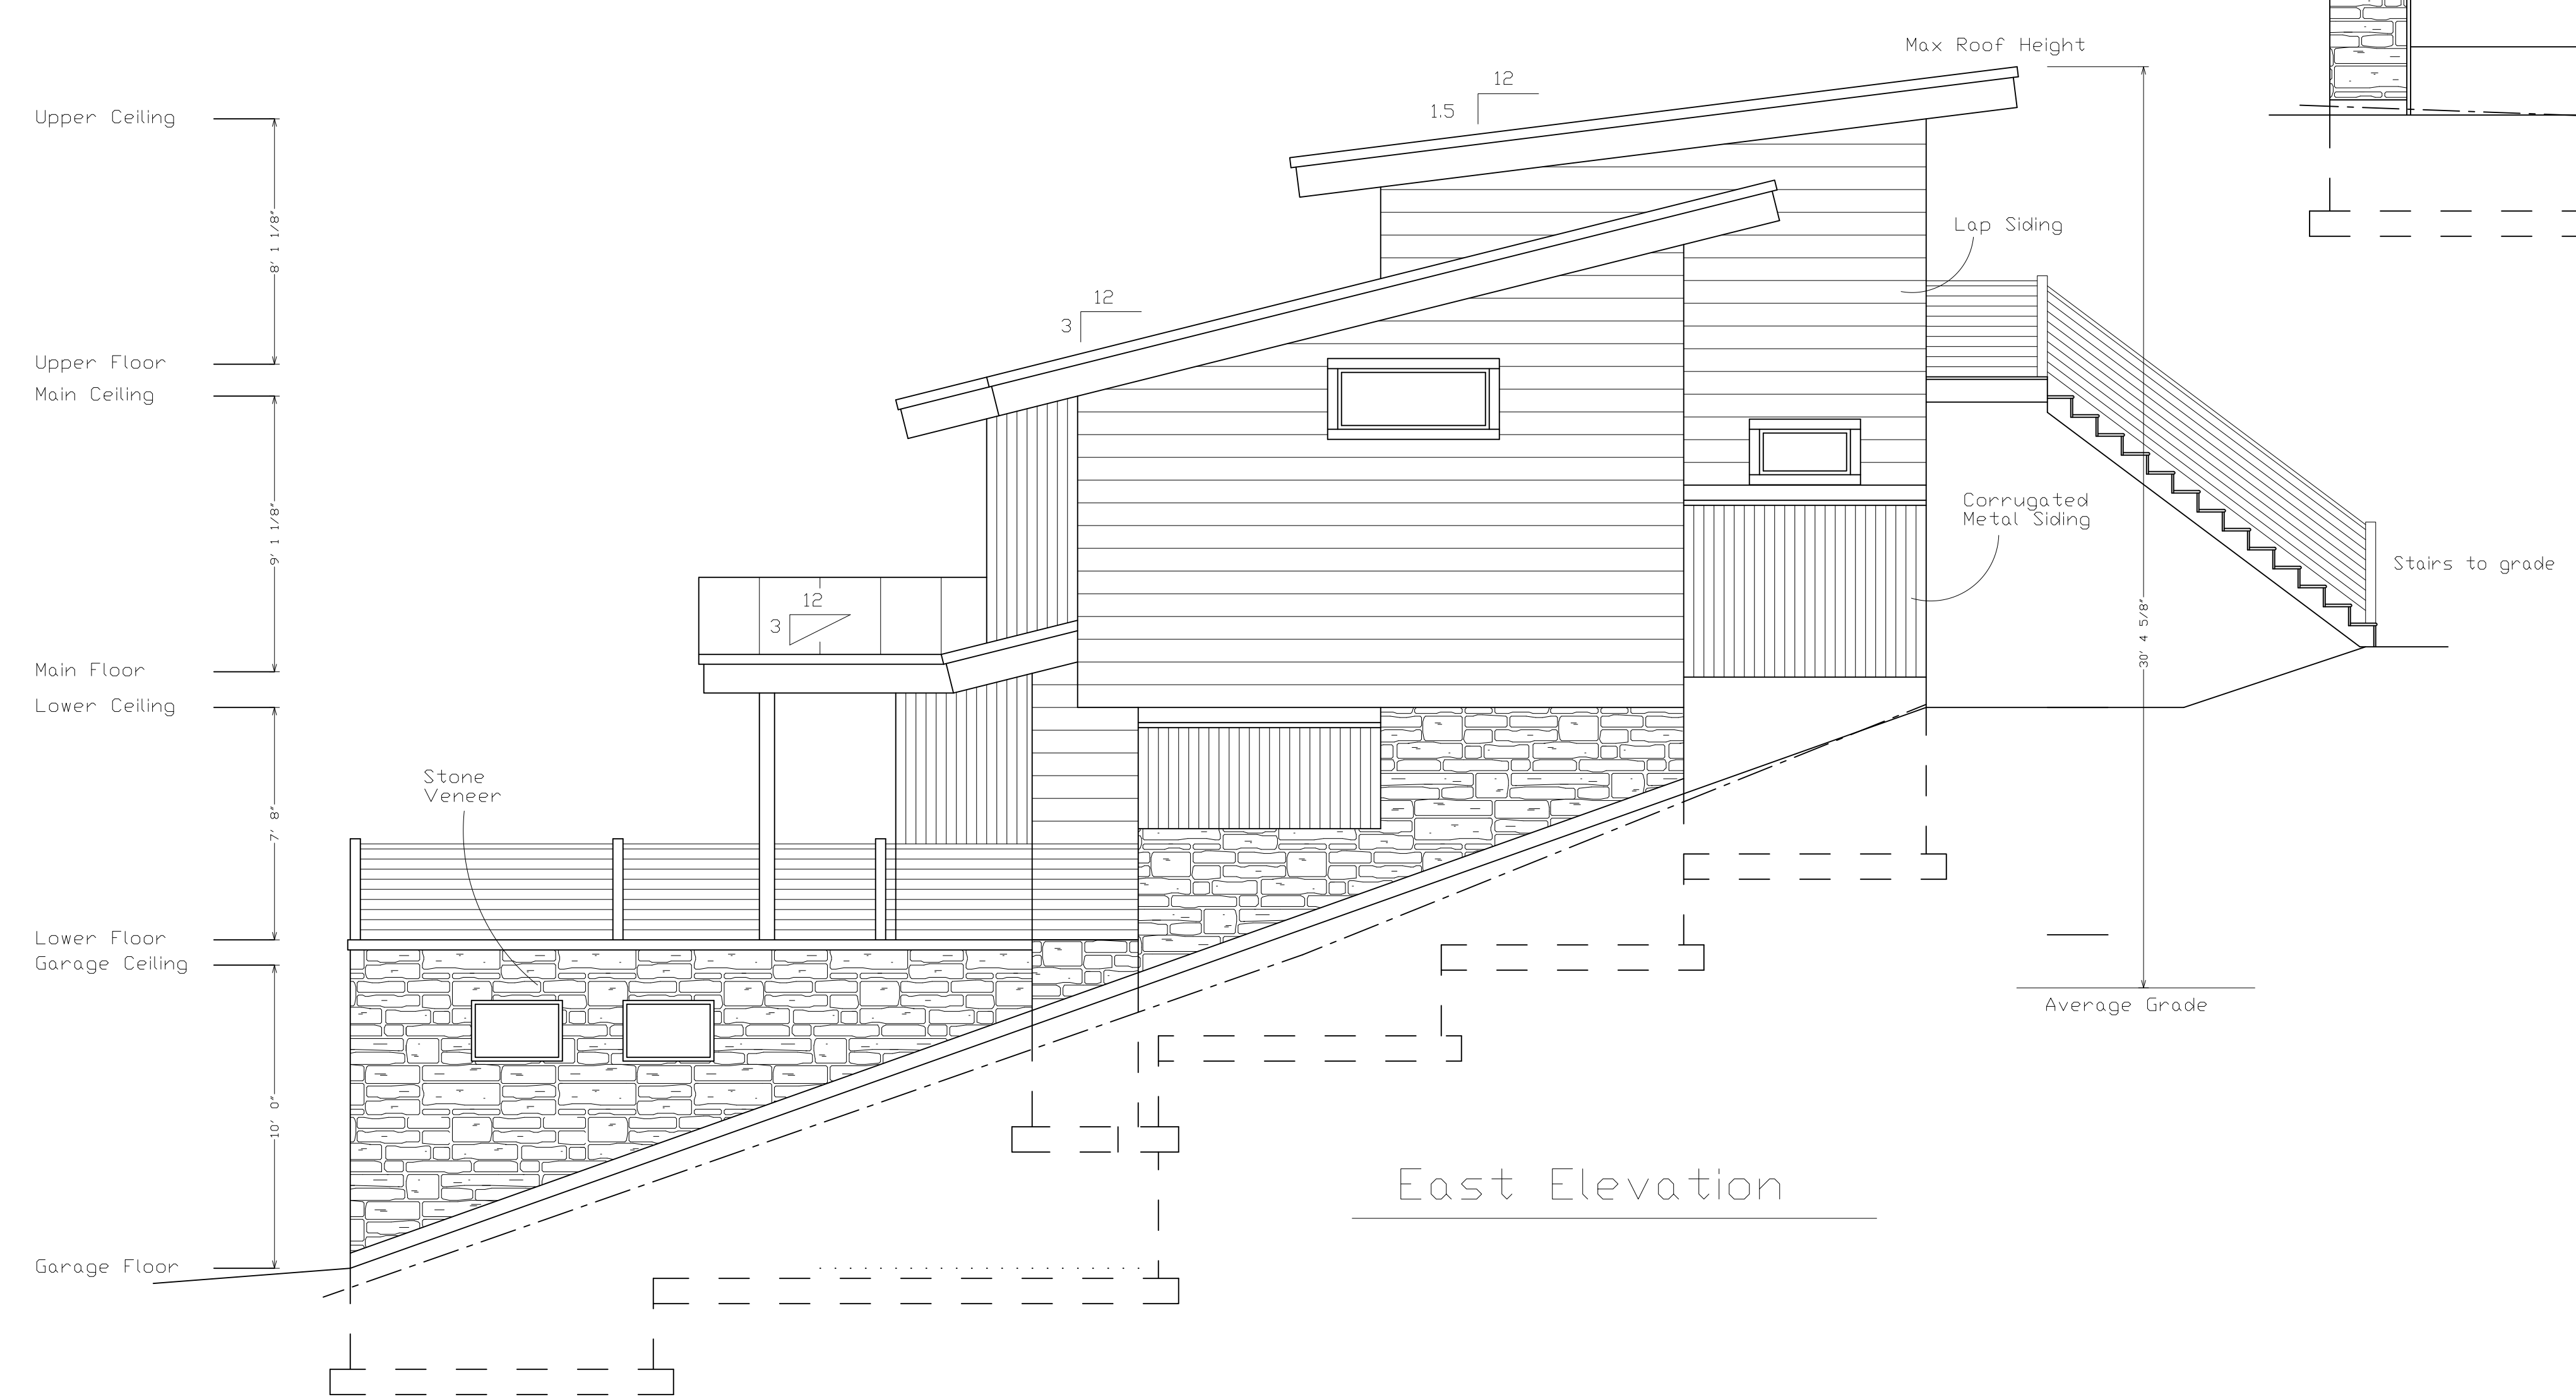 Max Roof Height
12
1.5
Upper Ceiling
8' 1 1/8"
Lap Siding
12
3
Upper Floor
Main Ceiling
9' 1 1/8"
Corrugated
Metal Siding
Stairs to grade
12
3
30' 4 5/8"
Main Floor
Lower Ceiling
Stone
Veneer
7' 8"
Lower Floor
Garage Ceiling
Average Grade
10' 0"
East Elevation
Garage Floor